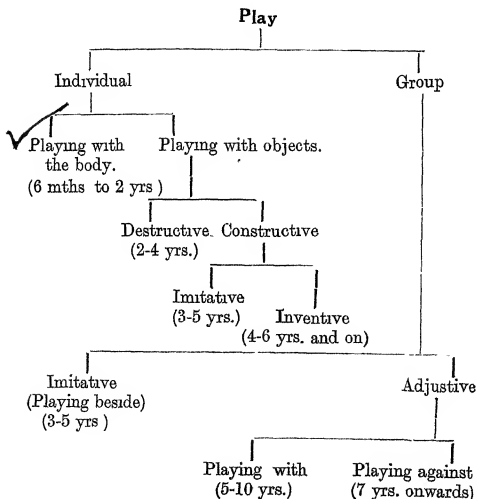 Play
Individual Group
Playing with Playing with objects.
the body.
(6 mths to 2 yrs )
Destructive Constructive
(2-4 yrs.)
Imitative
(3-5 yrs.) Inventive
(4-6 yrs. and on)
Imitative Adjustive
(Playing beside)
3-5 yrs )
Playing with Playing against
(5-10 yrs.) (7 yrs. onwards)